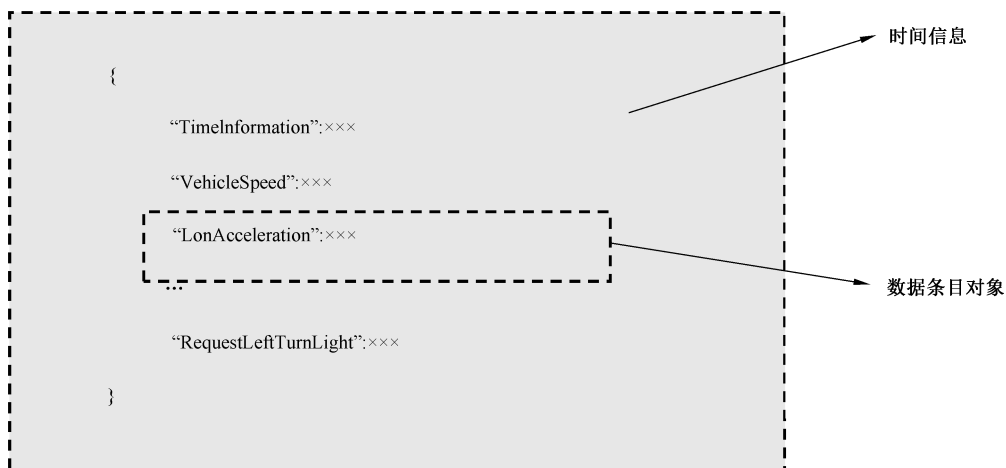 时间信息
{
“TimeInformation”:×××
“VehicleSpeed”:×××
“LonAcceleration”:×××
...
数据条目对象
“RequestLeftTurnLight”:×××
}